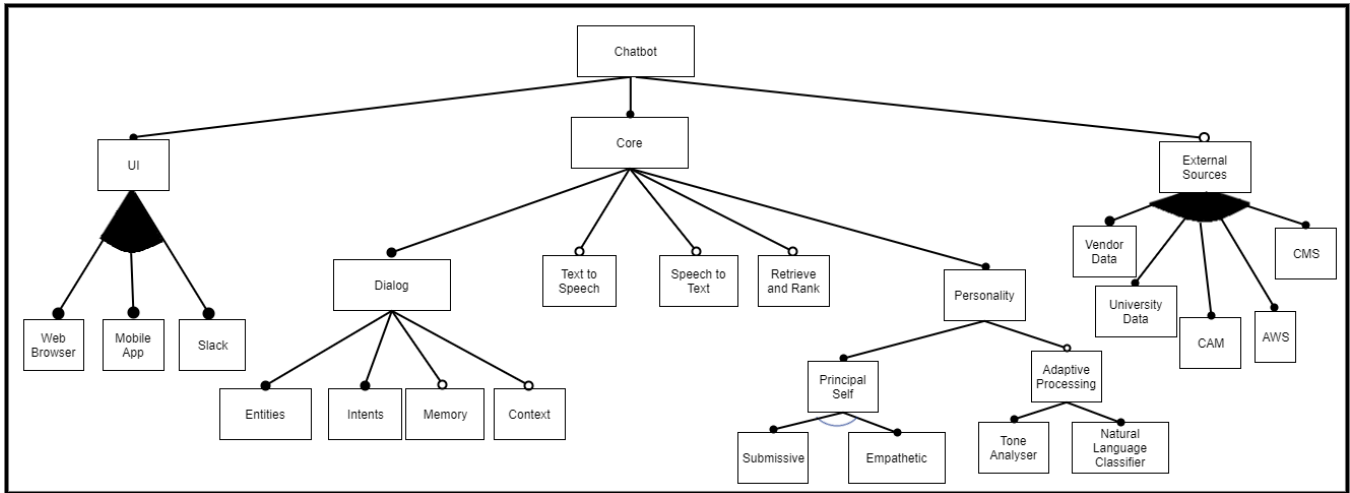 Chatbot
UI
Core
External
Sources
Web
Browser
Mobile
App
Slack
Dialog
Text to
Speech
Speech to
Text
Retrieve
and Rank
Personality
Vendor
Data
University
Data
CAM
AWS
CMS
Entities
Intents
Memory
Context
Principal
Self
Adaptive
Processing
Submissive
Empathetic
Tone
Analyser
Natural
Language
Classifier